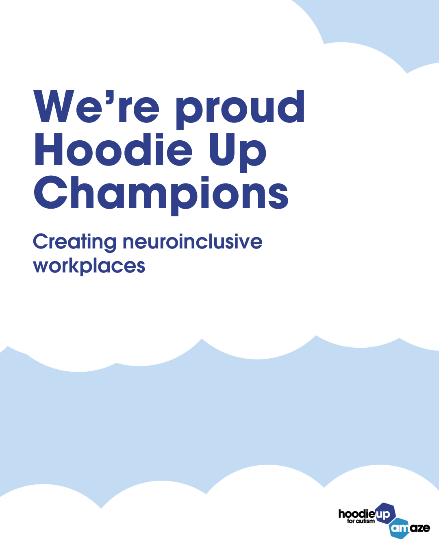 We're proud
Hoodie Up
Champions
Creating neuroinclusive
workplaces
hoodie up
for autism
amaze